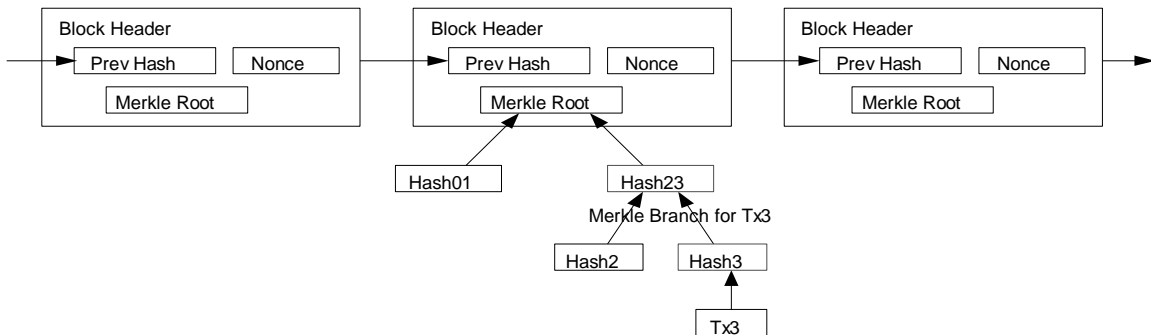 Block Header
Prev Hash
Nonce
Merkle Root
Block Header
Prev Hash
Nonce
Merkle Root
Block Header
Prev Hash
Nonce
Merkle Root
Hash01
Hash23
Merkle Branch for Tx3
Hash2
Hash3
Tx3